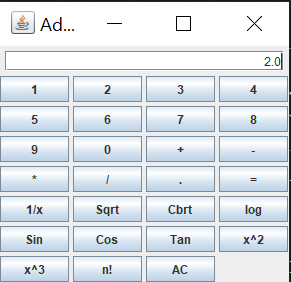 Ad...
2.0
1 2 3 4
5 6 7 8
9 0 + -
* / . =
1/x Sqrt Cbrt log
Sin Cos Tan x^2
x^3 n! AC